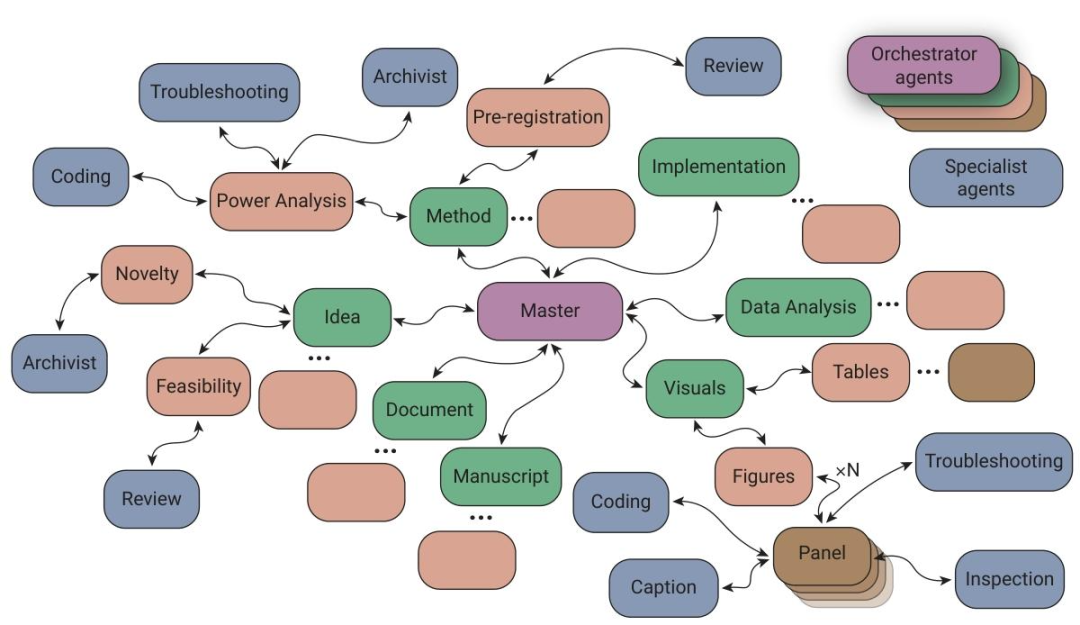 Orchestrator
agents
Review
Archivist
Troubleshooting
Pre-registration
Implementation
Specialist
agents
Coding
Power Analysis
Method
...
...
Novelty
Master
Data Analysis
...
Idea
Archivist
...
Feasibility
Tables
...
Visuals
Document
...
Manuscript
...
Figures
×N
Troubleshooting
Review
Coding
Panel
Caption
Inspection